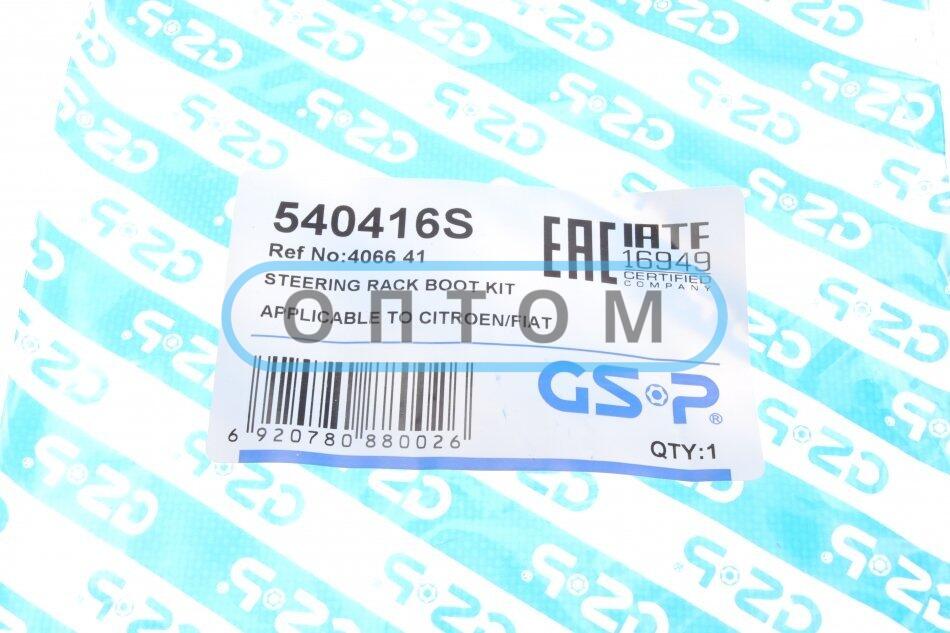 540416S
Ref No:4066 41
STEERING RACK BOOT KIT
APPLICABLE TO CITROEN/FIAT
ОПТОМ
EAC
IATF
16949
CERTIFIED
COMPANY
GSP®
6 920780 880026
QTY:1